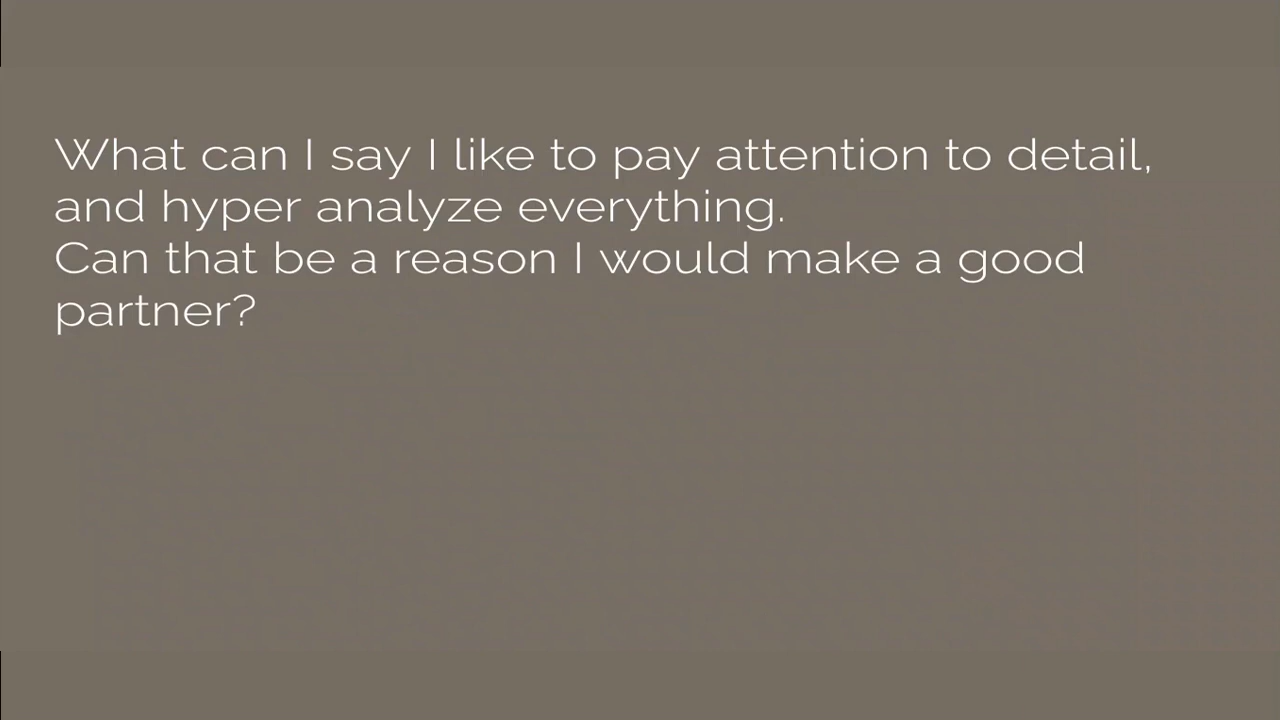 What can I say I like to pay attention to detail,
and hyper analyze everything.
Can that be a reason I would make a good
partner?